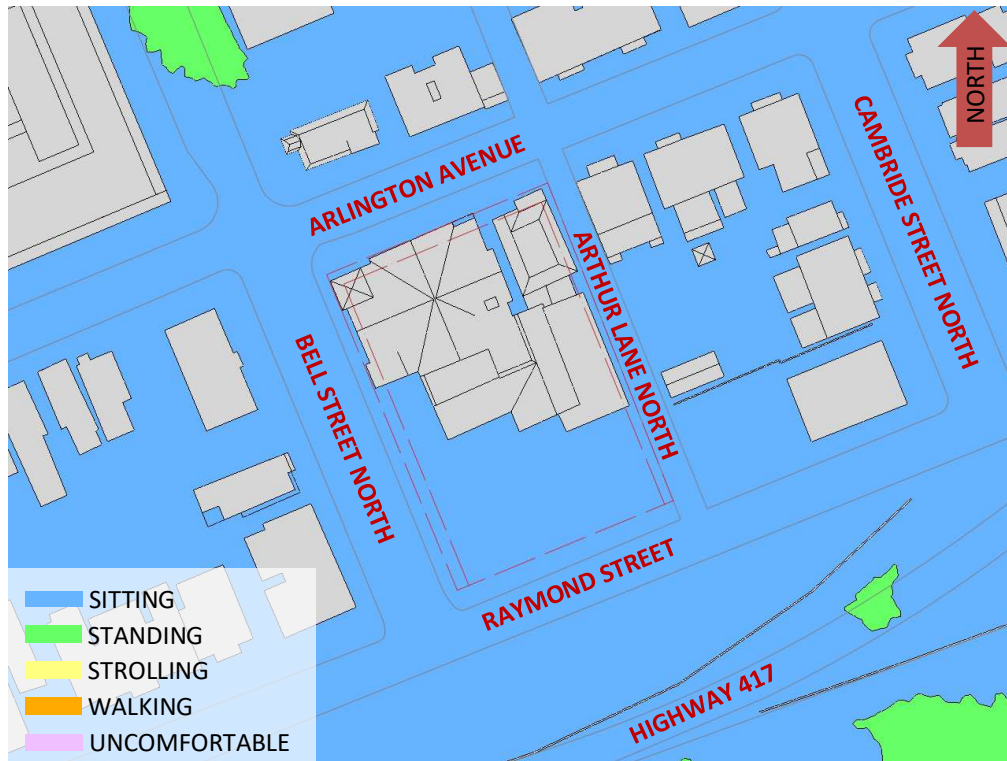 NORTH
ARLINGTON AVENUE
CAMBRIDE STREET NORTH
ARTHUR LANE NORTH
BELL STREET NORTH
RAYMOND STREET
HIGHWAY 417
SITTING
STANDING
STROLLING
WALKING
UNCOMFORTABLE